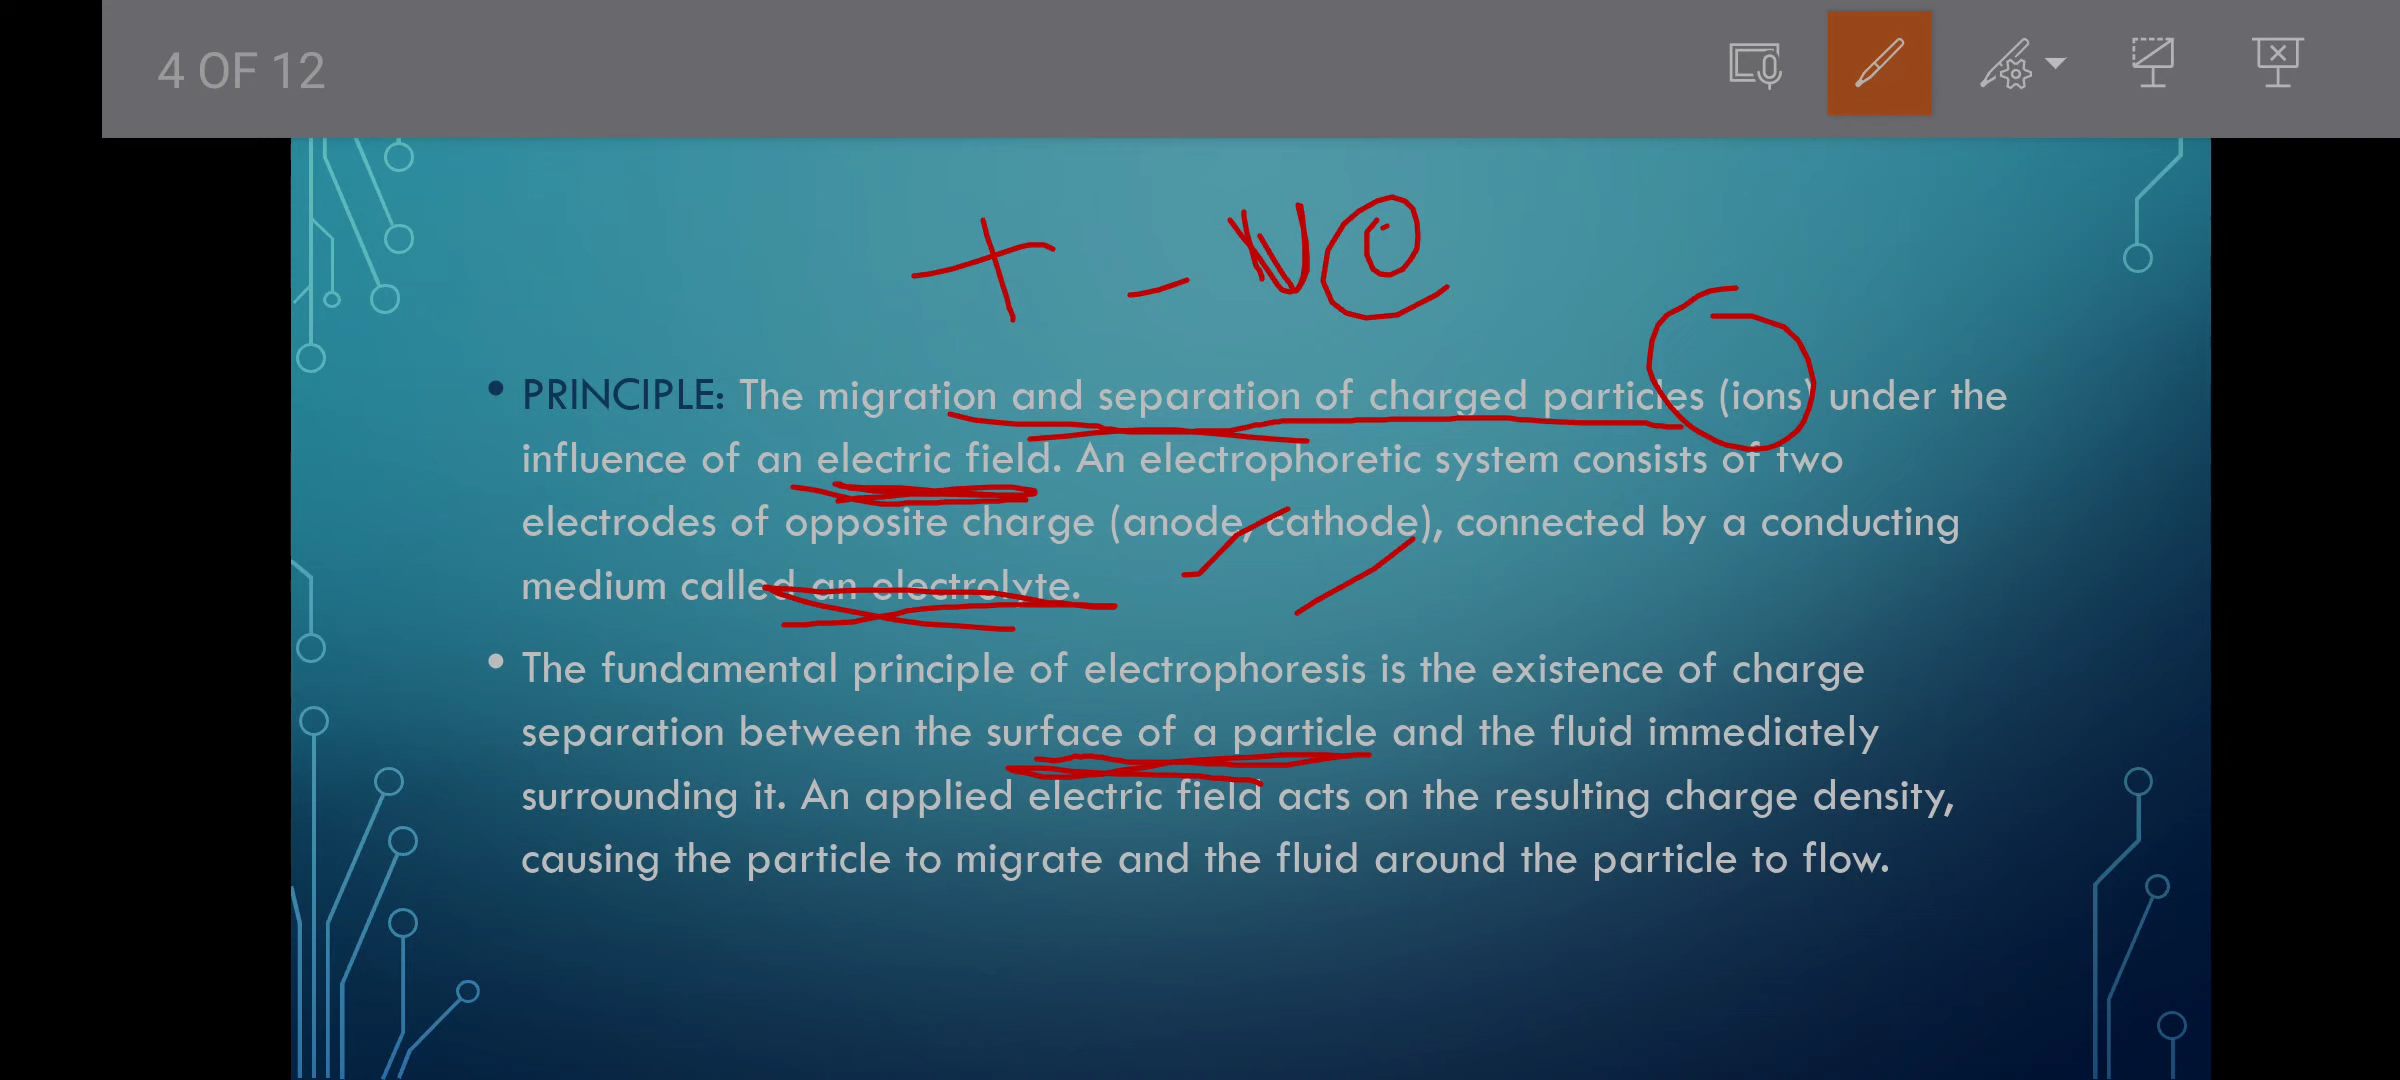 4 OF 12
+ -ve
• PRINCIPLE: The migration and separation of charged particles (ions) under the
influence of an electric field. An electrophoretic system consists of two
electrodes of opposite charge (anode, cathode), connected by a conducting
medium called an electrolyte.
• The fundamental principle of electrophoresis is the existence of charge
separation between the surface of a particle and the fluid immediately
surrounding it. An applied electric field acts on the resulting charge density,
causing the particle to migrate and the fluid around the particle to flow.